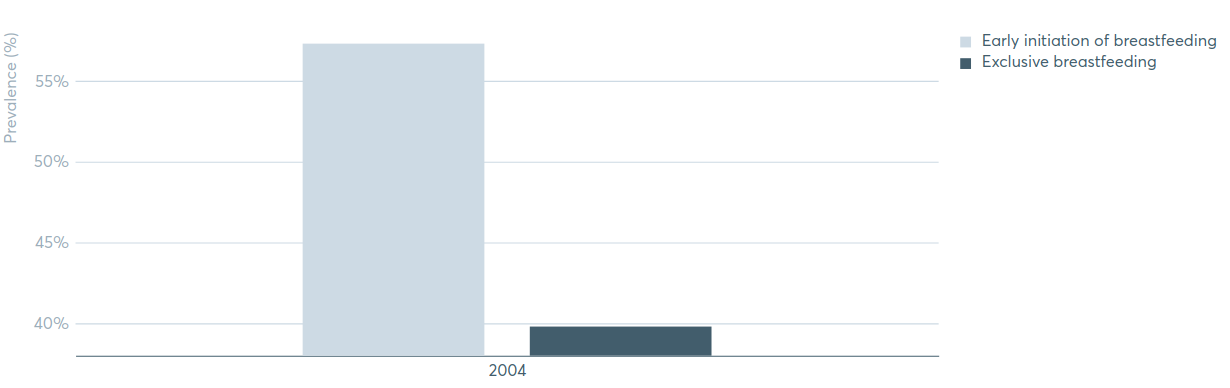 Prevalence (%)
55%
50%
45%
40%
2004
Early initiation of breastfeeding
Exclusive breastfeeding